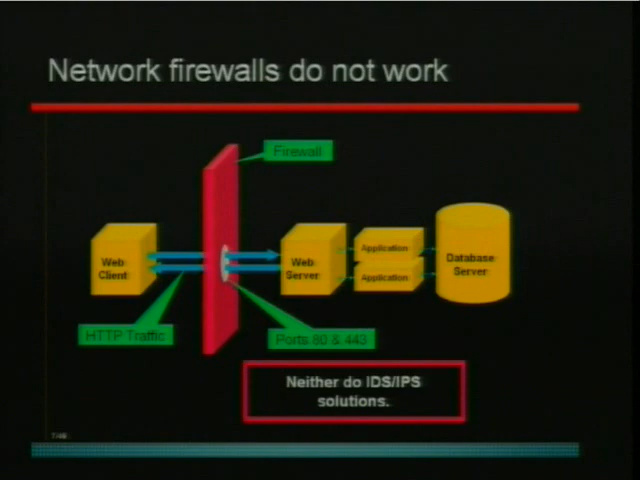 Network firewalls do not work
Firewall
Web
Client
Web
Server
Application
Application
Database
Server
HTTP Traffic
Ports 80 & 443
Neither do IDS/IPS
solutions.